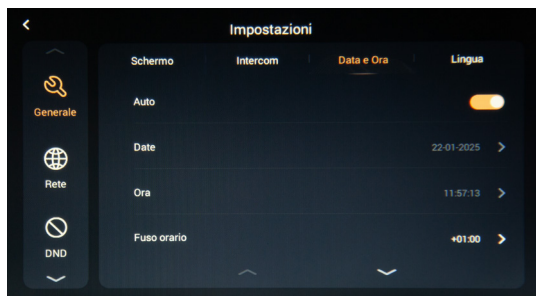 Impostazioni
Schermo Intercom Data e Ora Lingua
Generale
Auto
Date 22-01-2025
Rete
Ora 11:57:13
DND
Fuso orario +01:00